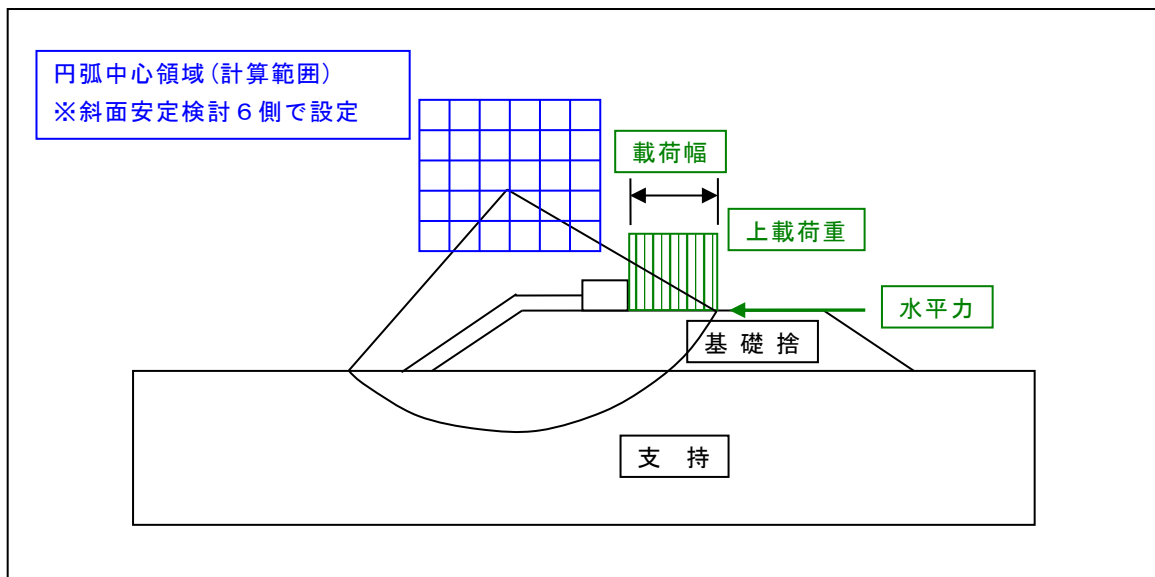 円弧中心領域(計算範囲)
※斜面安定検討６側で設定
載荷幅
上載荷重
水平力
基 礎 捨
支　持